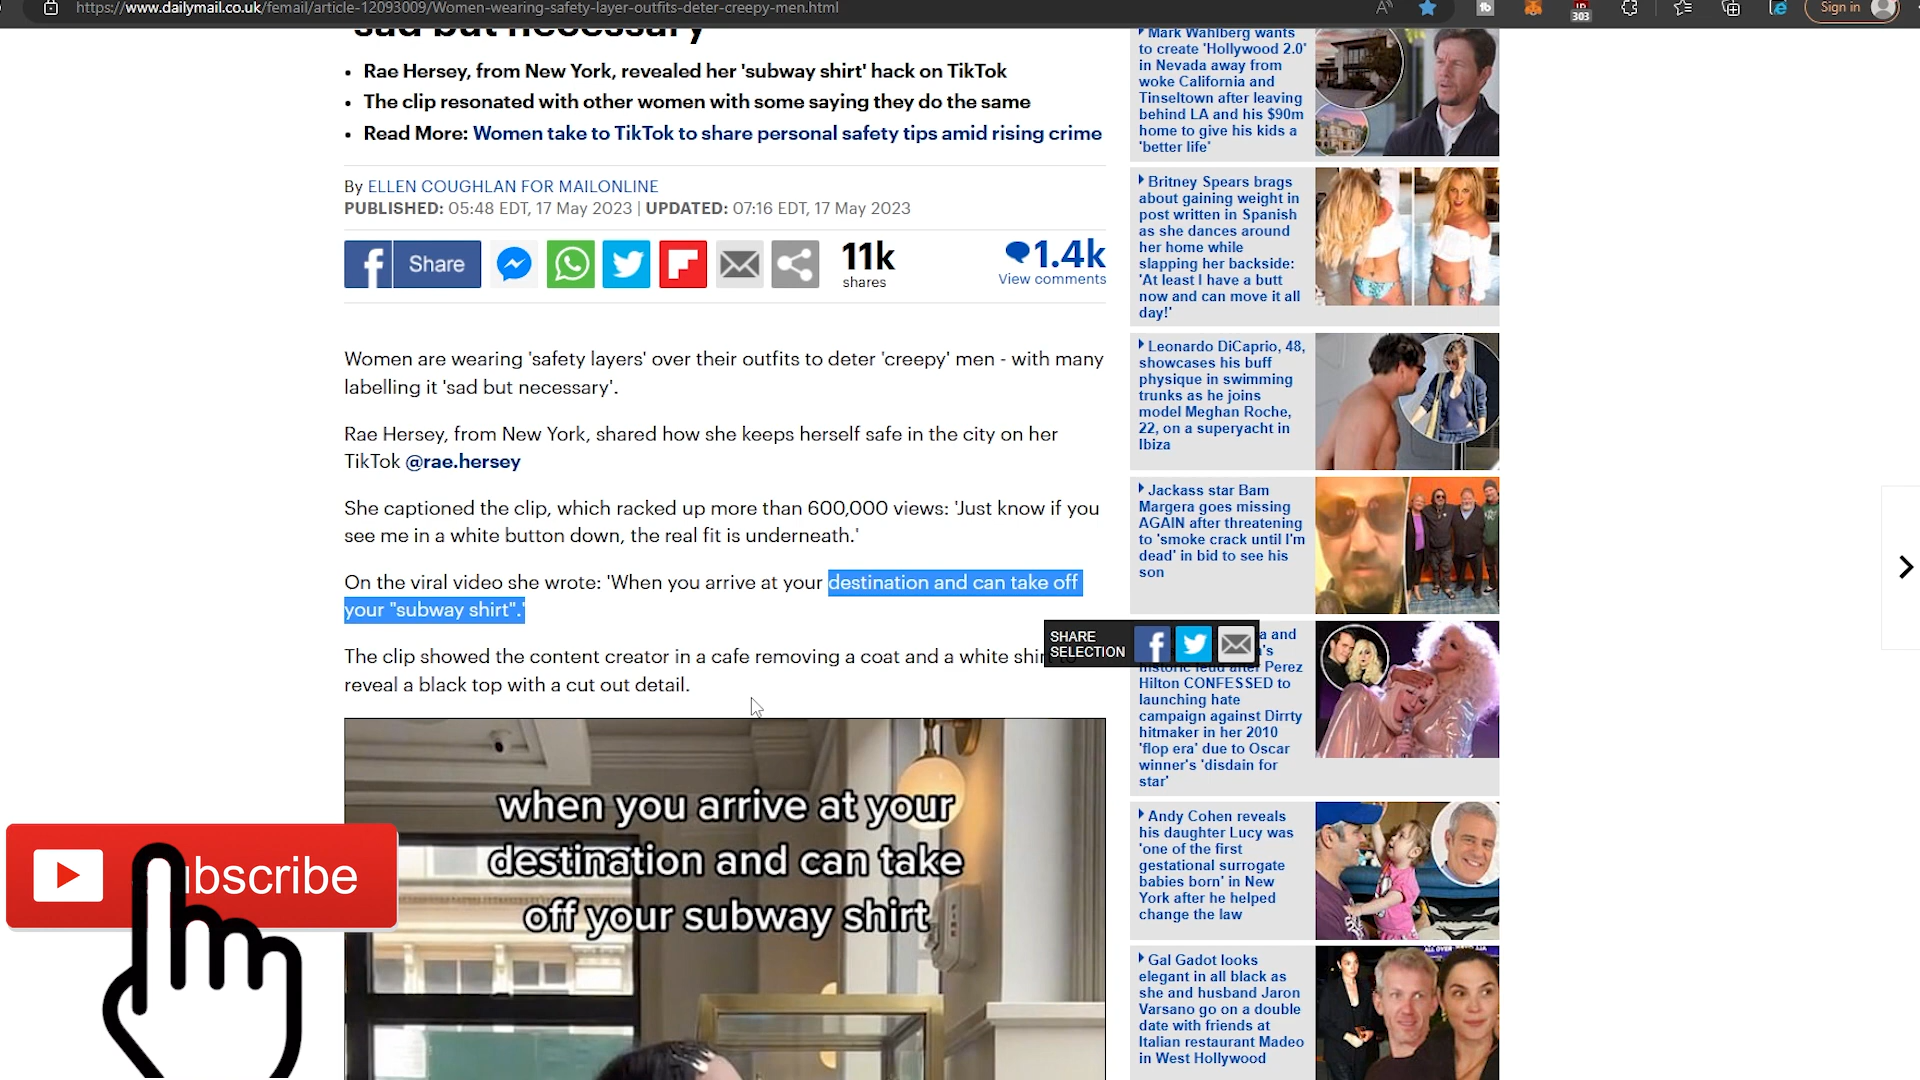 https://www.dailymail.co.uk/femail/article-12093009/Women-wearing-safety-layer-outfits-deter-creepy-men.html
303
Sign in
sad but necessary
• Rae Hersey, from New York, revealed her 'subway shirt' hack on TikTok
• The clip resonated with other women with some saying they do the same
• Read More: Women take to TikTok to share personal safety tips amid rising crime
By ELLEN COUGHLAN FOR MAILONLINE
PUBLISHED: 05:48 EDT, 17 May 2023 | UPDATED: 07:16 EDT, 17 May 2023
Share
11k
shares
1.4k
View comments
Women are wearing 'safety layers' over their outfits to deter 'creepy' men - with many
labelling it 'sad but necessary'.
Rae Hersey, from New York, shared how she keeps herself safe in the city on her
TikTok @rae.hersey
She captioned the clip, which racked up more than 600,000 views: 'Just know if you
see me in a white button down, the real fit is underneath.'
On the viral video she wrote: 'When you arrive at your destination and can take off
your "subway shirt".'
The clip showed the content creator in a cafe removing a coat and a white shirt to
reveal a black top with a cut out detail.
SHARE
SELECTION
when you arrive at your
destination and can take
off your subway shirt
ubscribe
Mark Wahlberg wants
to create 'Hollywood 2.0'
in Nevada away from
woke California and
Tinseltown after leaving
behind LA and his $90m
home to give his kids a
'better life'
Britney Spears brags
about gaining weight in
post written in Spanish
as she dances around
her home while
slapping her backside:
'At least I have a butt
now and can move it all
day!'
Leonardo DiCaprio, 48,
showcases his buff
physique in swimming
trunks as he joins
model Meghan Roche,
22, on a superyacht in
Ibiza
Jackass star Bam
Margera goes missing
AGAIN after threatening
to 'smoke crack until I'm
dead' in bid to see his
son
a and
's
historic feud after Perez
Hilton CONFESSED to
launching hate
campaign against Dirrty
hitmaker in her 2010
'flop era' due to Oscar
winner's 'disdain for
star'
Andy Cohen reveals
his daughter Lucy was
'one of the first
gestational surrogate
babies born' in New
York after he helped
change the law
Gal Gadot looks
elegant in all black as
she and husband Jaron
Varsano go on a double
date with friends at
Italian restaurant Madeo
in West Hollywood